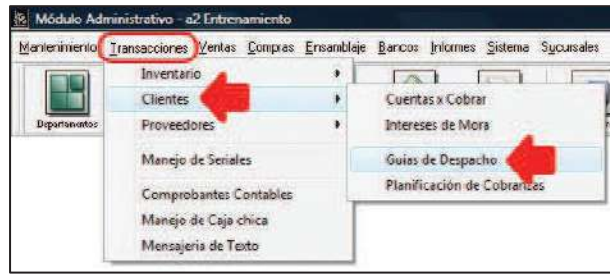 Módulo Administrativo - a2 Entrenamiento
Mantenimiento Transacciones Ventas Compras Ensamblaje Bancos Informes Sistema Sucursales
Departamentos
Inventario
Clientes
Proveedores
Manejo de Seriales
Comprobantes Contables
Manejo de Caja chica
Mensajeria de Texto
Cuentas x Cobrar
Intereses de Mora
Guias de Despacho
Planificación de Cobranzas